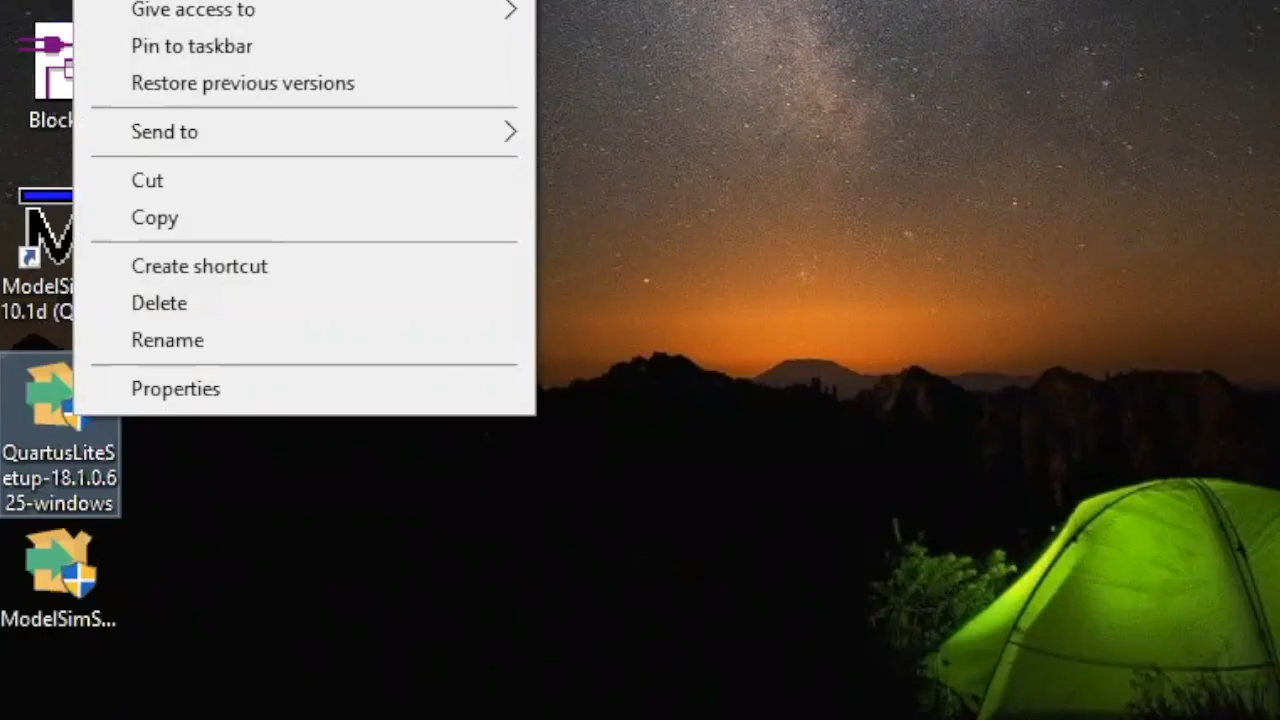 Give access to
Pin to taskbar
Restore previous versions
Send to
Cut
Copy
Create shortcut
Delete
Rename
Properties
Block
ModelSi
10.1d (Q
QuartusLiteS
etup-18.1.0.6
25-windows
ModelSimS...